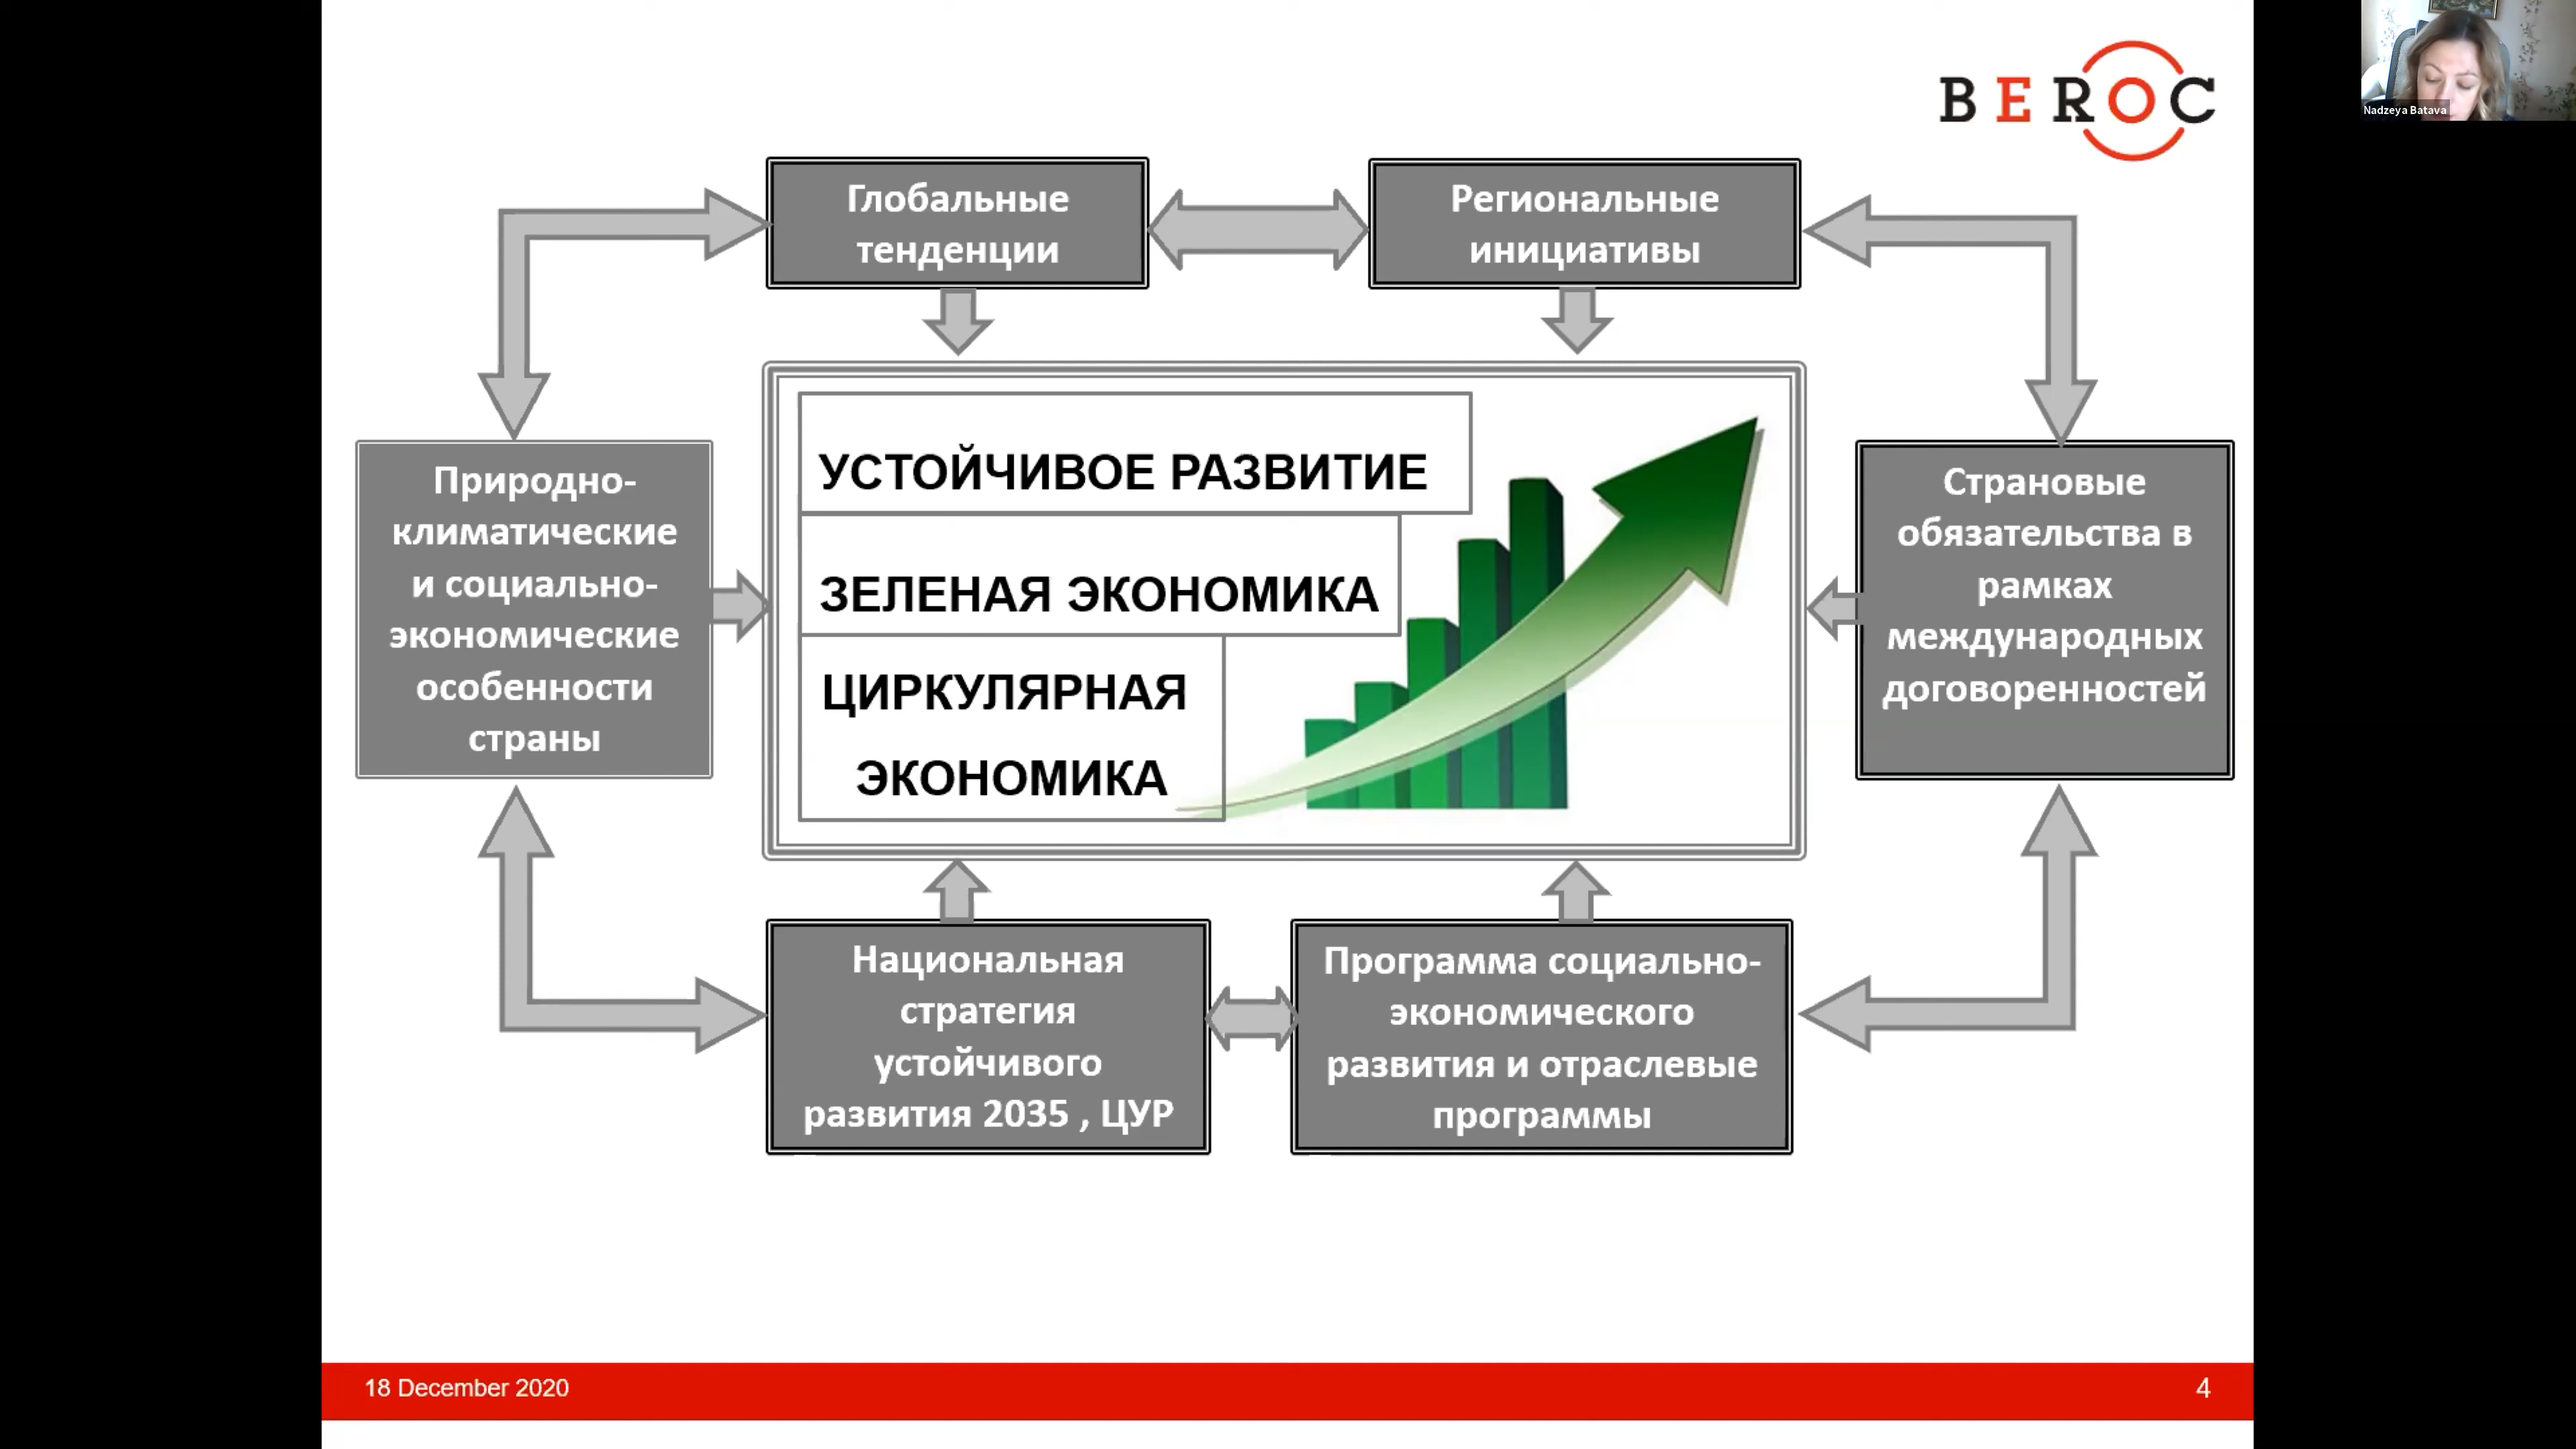 BEROC
Nadzeya Batava
Глобальные
тенденции
Региональные
инициативы
Природно-
климатические
и социально-
экономические
особенности
страны
УСТОЙЧИВОЕ РАЗВИТИЕ
ЗЕЛЕНАЯ ЭКОНОМИКА
ЦИРКУЛЯРНАЯ
ЭКОНОМИКА
Страновые
обязательства в
рамках
международных
договоренностей
Национальная
стратегия
устойчивого
развития 2035 , ЦУР
Программа социально-
экономического
развития и отраслевые
программы
18 December 2020
4